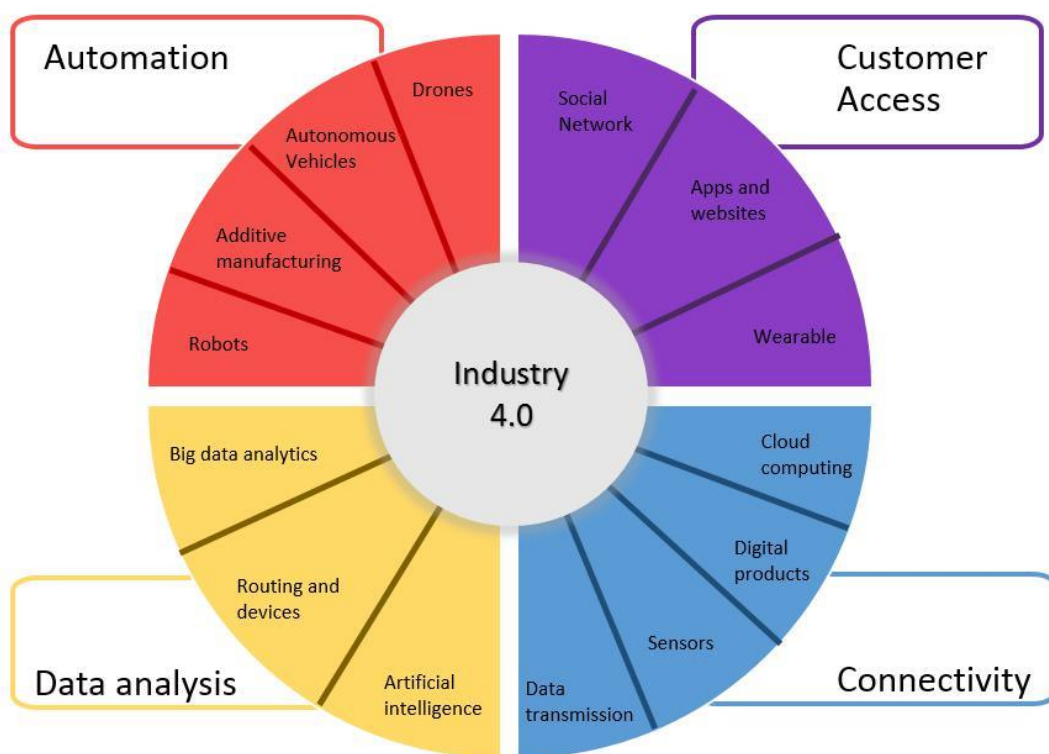 Automation
Drones
Autonomous
Vehicles
Additive
manufacturing
Robots
Customer
Access
Social
Network
Apps and
websites
Wearable
Industry
4.0
Big data analytics
Routing and
devices
Artificial
intelligence
Data analysis
Cloud
computing
Digital
products
Sensors
Data
transmission
Connectivity